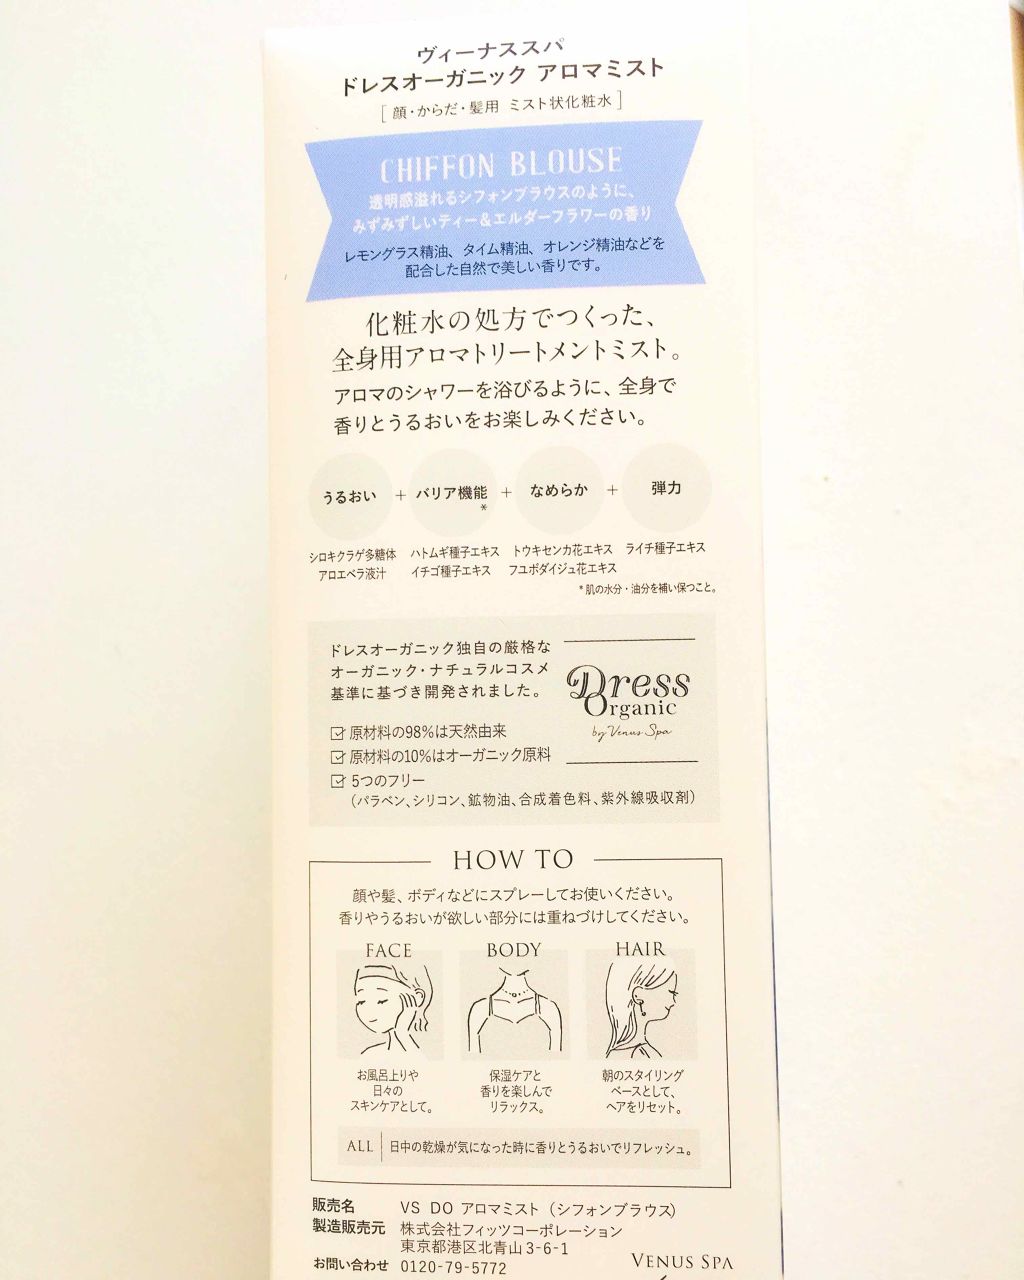 ヴィーナススパ
ドレスオーガニック アロマミスト
[ 顔・からだ・髪用 ミスト状化粧水 ]
CHIFFON BLOUSE
透明感溢れるシフォンブラウスのように、
みずみずしいティー&エルダーフラワーの香り
レモングラス精油、タイム精油、オレンジ精油などを
配合した自然で美しい香りです。
化粧水の処方でつくった、
全身用アロマトリートメントミスト。
アロマのシャワーを浴びるように、全身で
香りとうるおいをお楽しみください。
うるおい + バリア機能* + なめらか + 弾力
シロキクラゲ多糖体 ハトムギ種子エキス トウキセンカ花エキス ライチ種子エキス
アロエベラ液汁 イチゴ種子エキス フユボダイジュ花エキス
*肌の水分・油分を補い保つこと。
ドレスオーガニック独自の厳格な
オーガニック・ナチュラルコスメ
基準に基づき開発されました。
Dress
Organic
by Venus Spa
☑ 原材料の98%は天然由来
☑ 原材料の10%はオーガニック原料
☑ 5つのフリー
(パラベン、シリコン、鉱物油、合成着色料、紫外線吸収剤)
HOW TO
顔や髪、ボディなどにスプレーしてお使いください。
香りやうるおいが欲しい部分には重ねづけしてください。
FACE BODY HAIR
お風呂上りや
日々の
スキンケアとして。
保湿ケアと
香りを楽しんで
リラックス。
朝のスタイリング
ベースとして、
ヘアをリセット。
ALL | 日中の乾燥が気になった時に香りとうるおいでリフレッシュ。
販売名 VS DO アロマミスト (シフォンブラウス)
製造販売元 株式会社フィッツコーポレーション
東京都港区北青山3-6-1
お問い合わせ 0120-79-5772
VENUS SPA